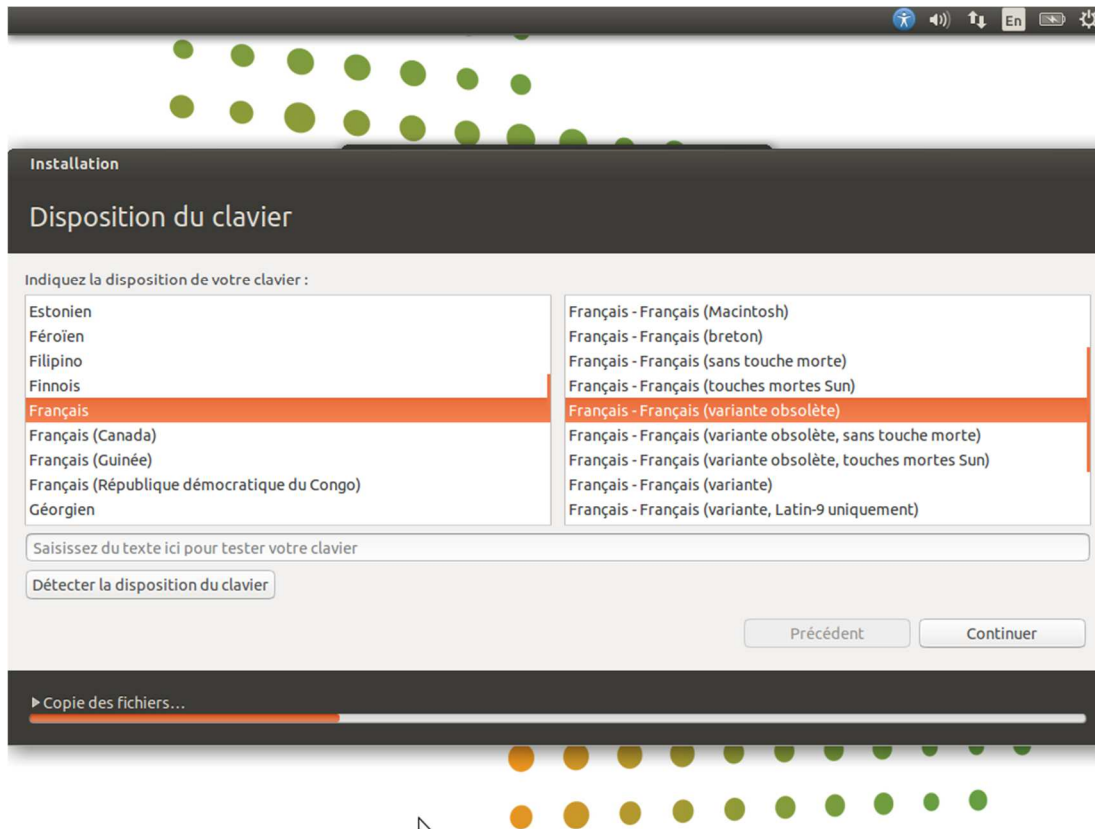 En
Installation
Disposition du clavier
Indiquez la disposition de votre clavier :
Estonien
Féroïen
Filipino
Finnois
Français
Français (Canada)
Français (Guinée)
Français (République démocratique du Congo)
Géorgien
Français - Français (Macintosh)
Français - Français (breton)
Français - Français (sans touche morte)
Français - Français (touches mortes Sun)
Français - Français (variante obsolète)
Français - Français (variante obsolète, sans touche morte)
Français - Français (variante obsolète, touches mortes Sun)
Français - Français (variante)
Français - Français (variante, Latin-9 uniquement)
Saisissez du texte ici pour tester votre clavier
Détecter la disposition du clavier
Précédent
Continuer
Copie des fichiers…